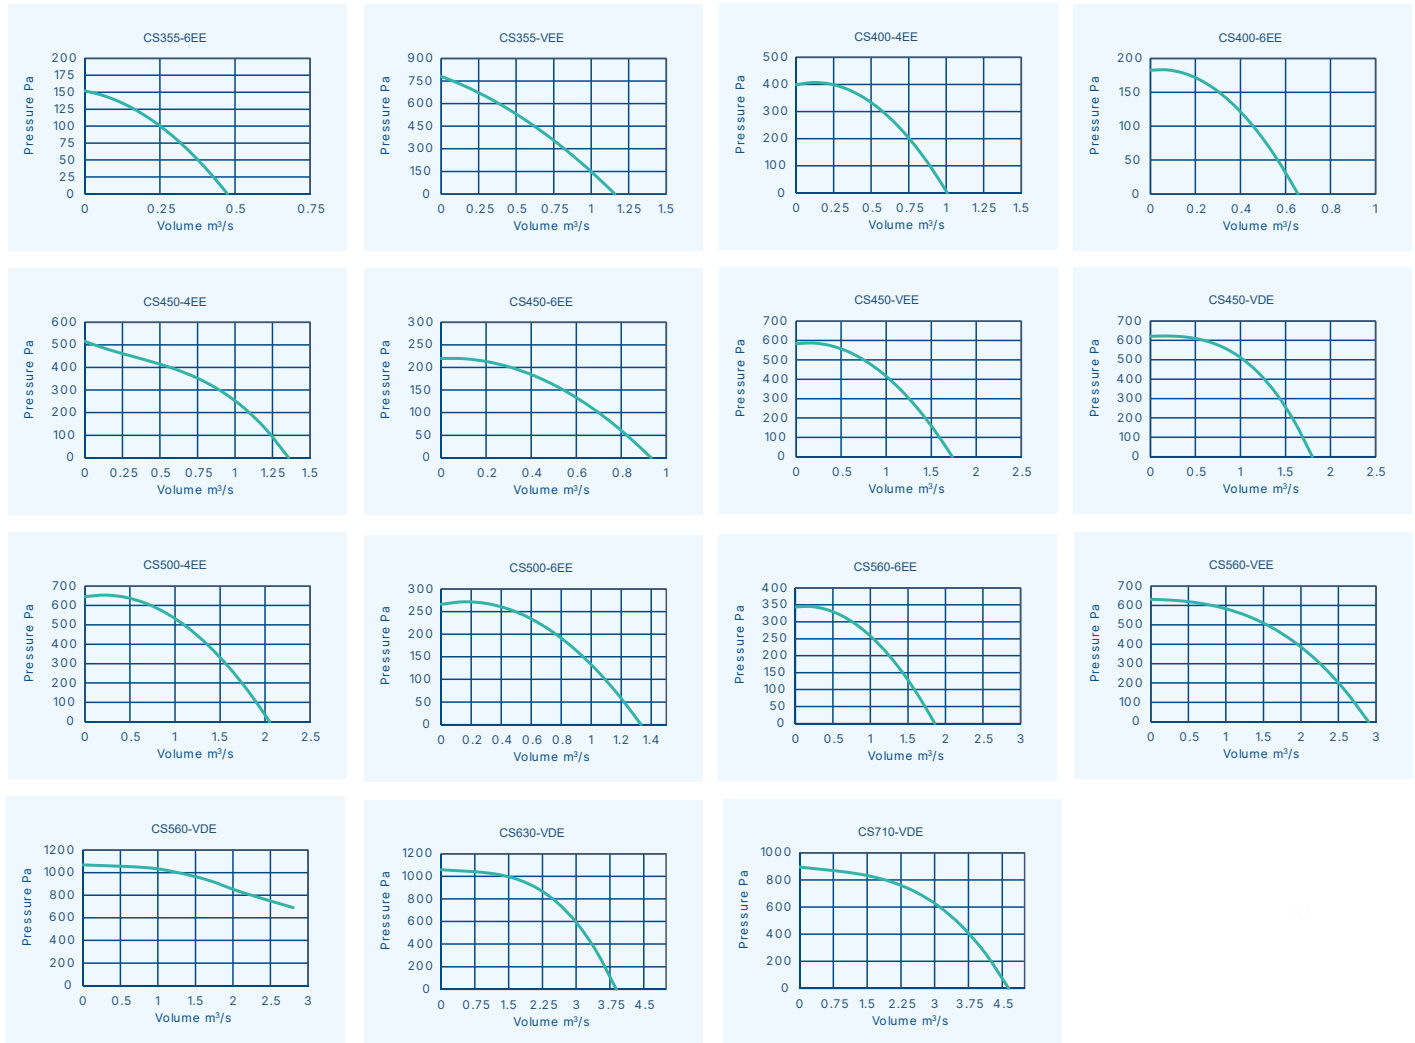 CS355-6EE
Pressure Pa
200
175
150
125
100
75
50
25
0
0 0.25 0.5 0.75
Volume m³/s
CS355-VEE
Pressure Pa
900
750
600
450
300
150
0
0 0.25 0.5 0.75 1 1.25 1.5
Volume m³/s
CS400-4EE
Pressure Pa
500
400
300
200
100
0
0 0.25 0.5 0.75 1 1.25 1.5
Volume m³/s
CS400-6EE
Pressure Pa
200
150
100
50
0
0 0.2 0.4 0.6 0.8 1
Volume m³/s
CS450-4EE
Pressure Pa
600
500
400
300
200
100
0
0 0.25 0.5 0.75 1 1.25 1.5
Volume m³/s
CS450-6EE
Pressure Pa
300
250
200
150
100
50
0
0 0.2 0.4 0.6 0.8 1
Volume m³/s
CS450-VEE
Pressure Pa
700
600
500
400
300
200
100
0
0 0.5 1 1.5 2 2.5
Volume m³/s
CS450-VDE
Pressure Pa
700
600
500
400
300
200
100
0
0 0.5 1 1.5 2 2.5
Volume m³/s
CS500-4EE
Pressure Pa
700
600
500
400
300
200
100
0
0 0.5 1 1.5 2 2.5
Volume m³/s
CS500-6EE
Pressure Pa
300
250
200
150
100
50
0
0 0.2 0.4 0.6 0.8 1 1.2 1.4
Volume m³/s
CS560-6EE
Pressure Pa
400
350
300
250
200
150
100
50
0
0 0.5 1 1.5 2 2.5 3
Volume m³/s
CS560-VEE
Pressure Pa
700
600
500
400
300
200
100
0
0 0.5 1 1.5 2 2.5 3
Volume m³/s
CS560-VDE
Pressure Pa
1200
1000
800
600
400
200
0
0 0.5 1 1.5 2 2.5 3
Volume m³/s
CS630-VDE
Pressure Pa
1200
1000
800
600
400
200
0
0 0.75 1.5 2.25 3 3.75 4.5
Volume m³/s
CS710-VDE
Pressure Pa
1000
800
600
400
200
0
0 0.75 1.5 2.25 3 3.75 4.5
Volume m³/s